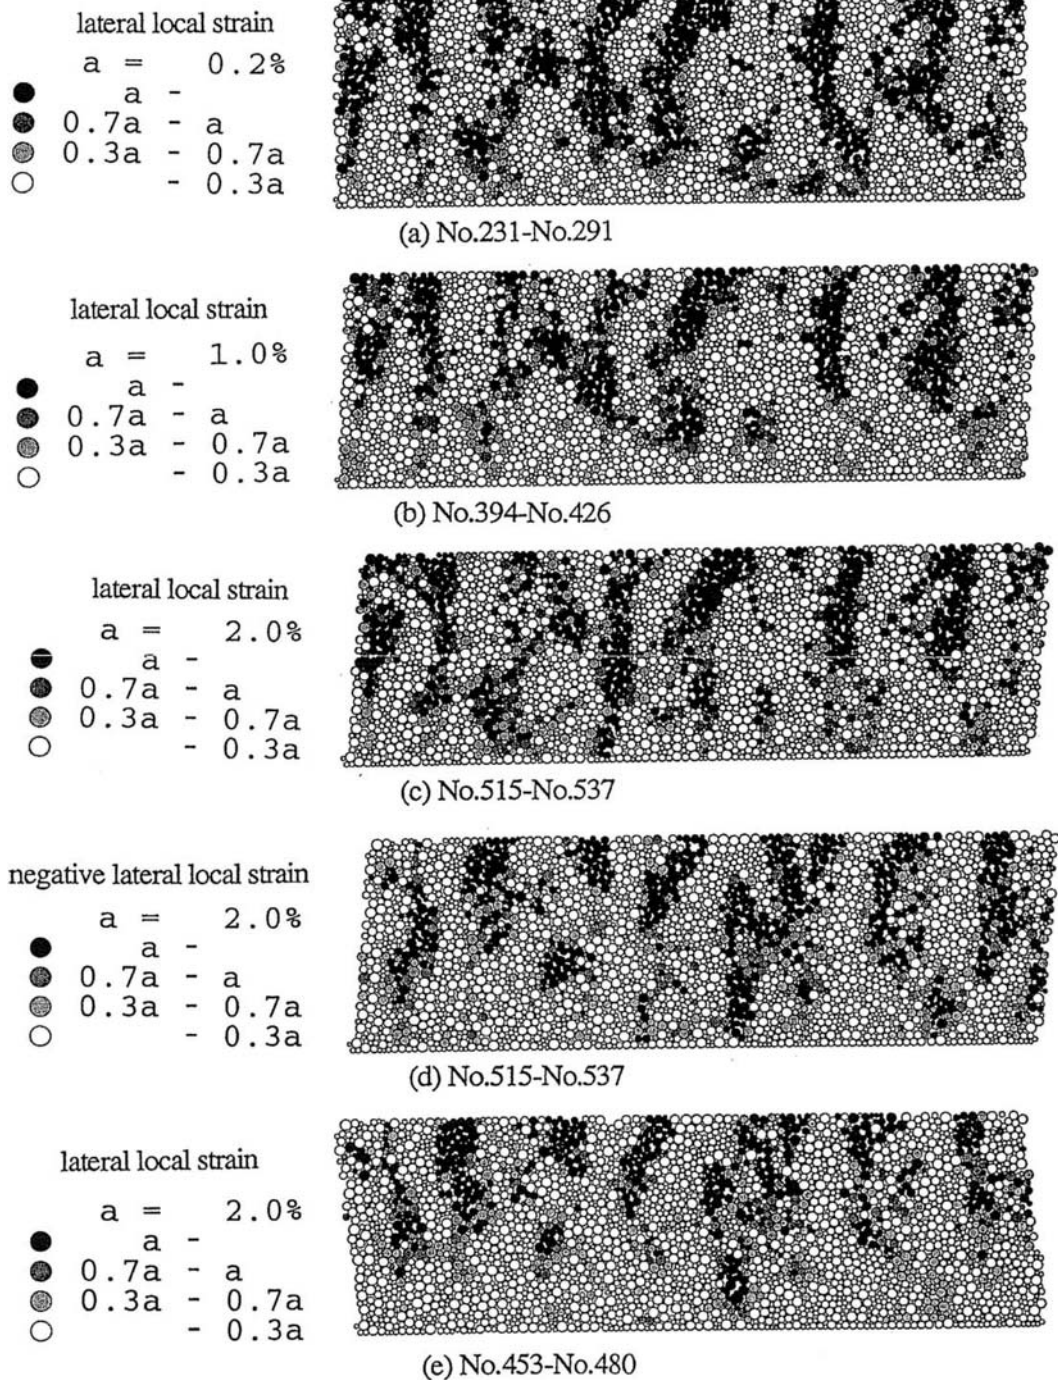 lateral local strain
a = 0.2%
a -
0.7a - a
0.3a - 0.7a
- 0.3a
(a) No.231-No.291
lateral local strain
a = 1.0%
a -
0.7a - a
0.3a - 0.7a
- 0.3a
(b) No.394-No.426
lateral local strain
a = 2.0%
a -
0.7a - a
0.3a - 0.7a
- 0.3a
(c) No.515-No.537
negative lateral local strain
a = 2.0%
a -
0.7a - a
0.3a - 0.7a
- 0.3a
(d) No.515-No.537
lateral local strain
a = 2.0%
a -
0.7a - a
0.3a - 0.7a
- 0.3a
(e) No.453-No.480